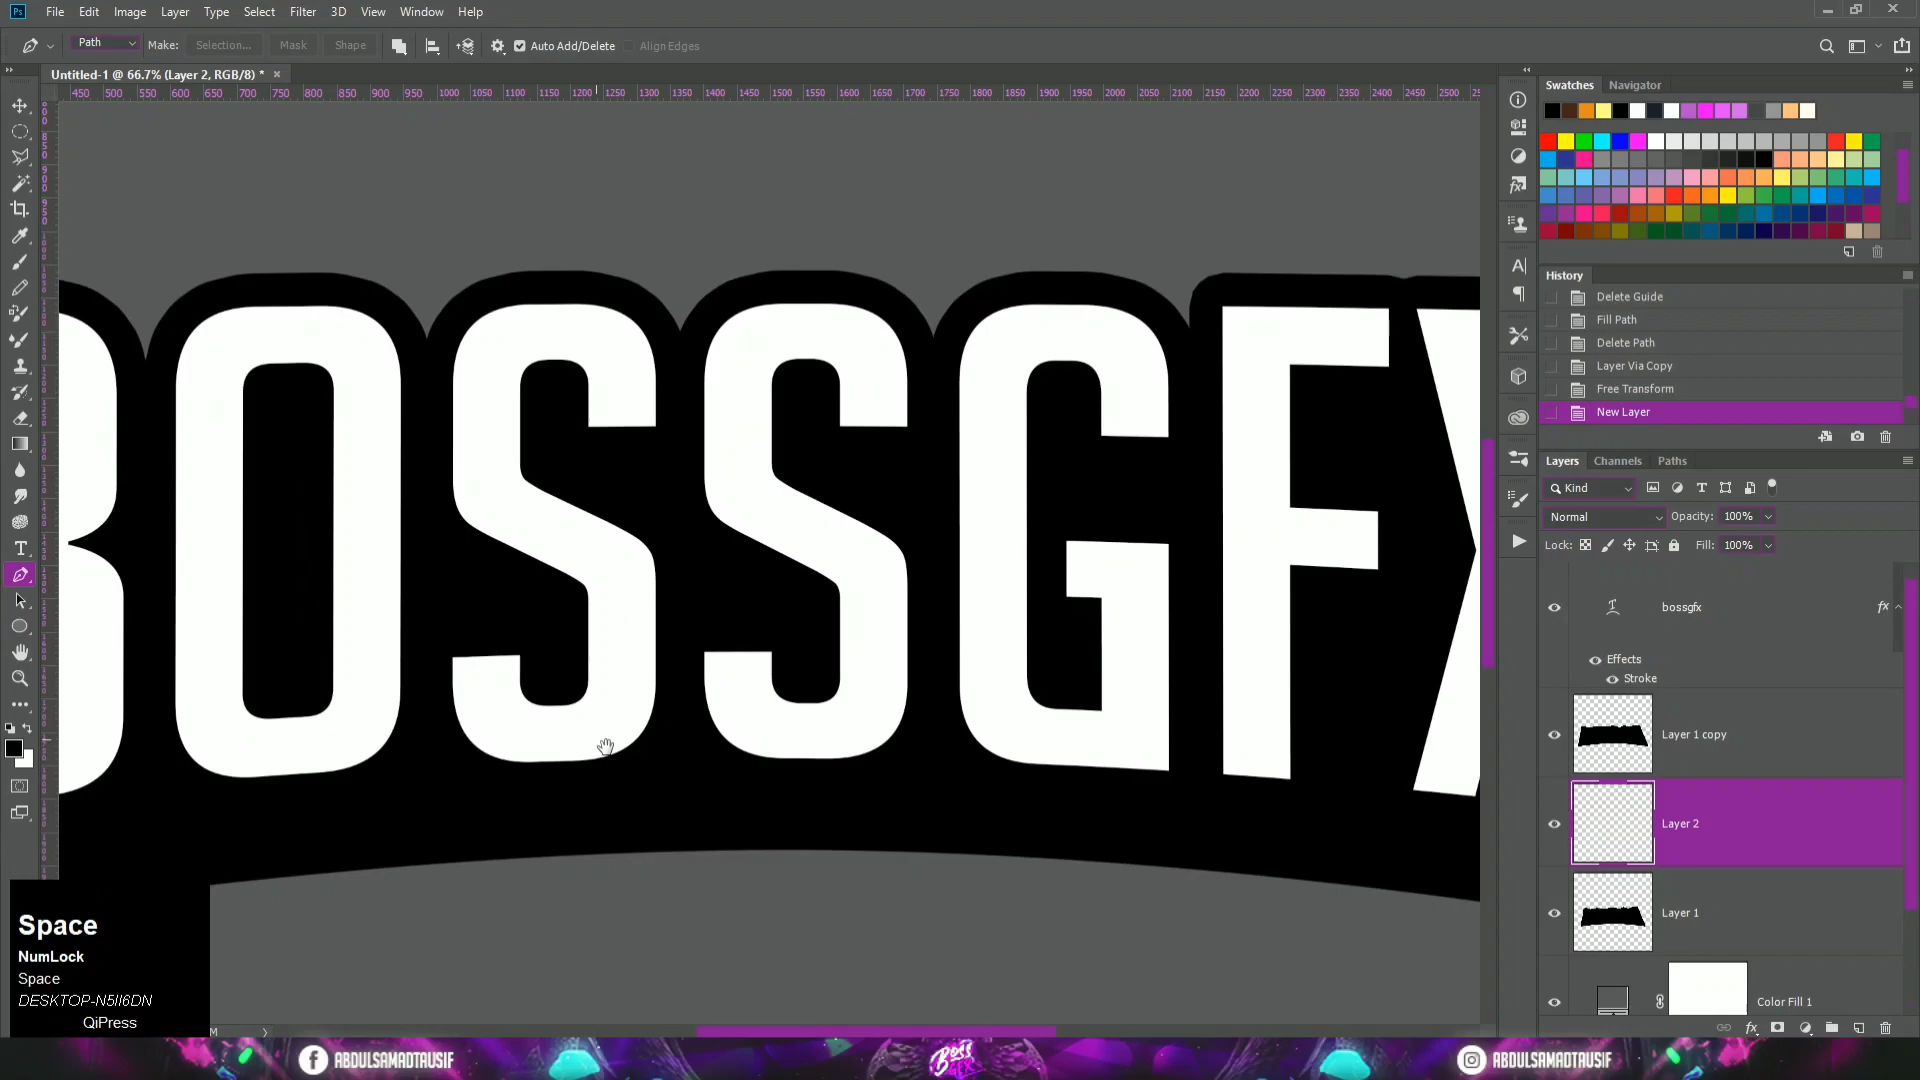 Ps File Edit Image Layer Type Select Filter 3D View Window Help
Path Make: Selection... Mask Shape Auto Add/Delete Align Edges
Untitled-1 @ 66.7% (Layer 2, RGB/8) * ×
450 500 550 600 650 700 750 800 850 900 950 1000 1050 1100 1150 1200 1250 1300 1350 1400 1450 1500 1550 1600 1650 1700 1750 1800 1850 1900 1950 2000 2050 2100 2150 2200 2250 2300 2350 2400 2450 2500
BOSSGFX
Swatches Navigator
History
Delete Guide
Fill Path
Delete Path
Layer Via Copy
Free Transform
New Layer
Layers Channels Paths
Kind
Normal Opacity: 100%
Lock: Fill: 100%
bossgfx fx
Effects
Stroke
Layer 1 copy
Layer 2
Layer 1
Color Fill 1
fx
Space
NumLock
Space
DESKTOP-N5II6DN
QiPress
M
ABDULSAMADTAUSIF
BOSS GFX
ABDULSAMADTAUSIF